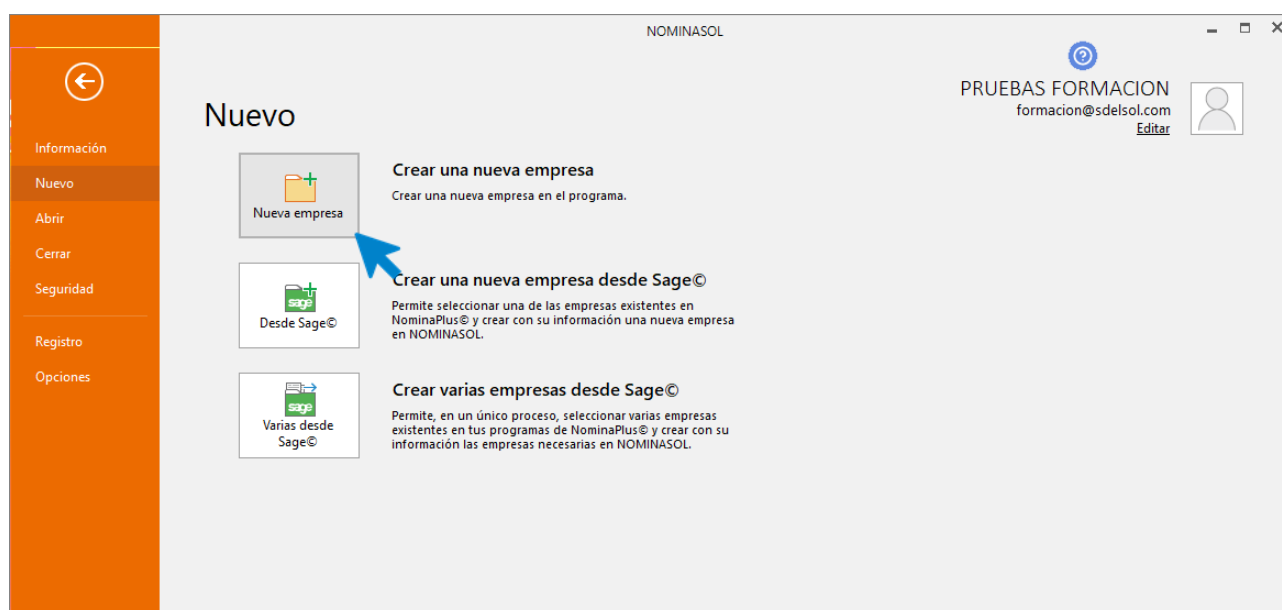 NOMINASOL
PRUEBAS FORMACION
formacion@sdelsol.com
Editar
Información
Nuevo
Abrir
Cerrar
Seguridad
Registro
Opciones
Nuevo
Nueva empresa
Crear una nueva empresa
Crear una nueva empresa en el programa.
sage
Desde Sage©
Crear una nueva empresa desde Sage©
Permite seleccionar una de las empresas existentes en
NominaPlus© y crear con su información una nueva empresa
en NOMINASOL.
sage
Varias desde
Sage©
Crear varias empresas desde Sage©
Permite, en un único proceso, seleccionar varias empresas
existentes en tus programas de NominaPlus© y crear con su
información las empresas necesarias en NOMINASOL.